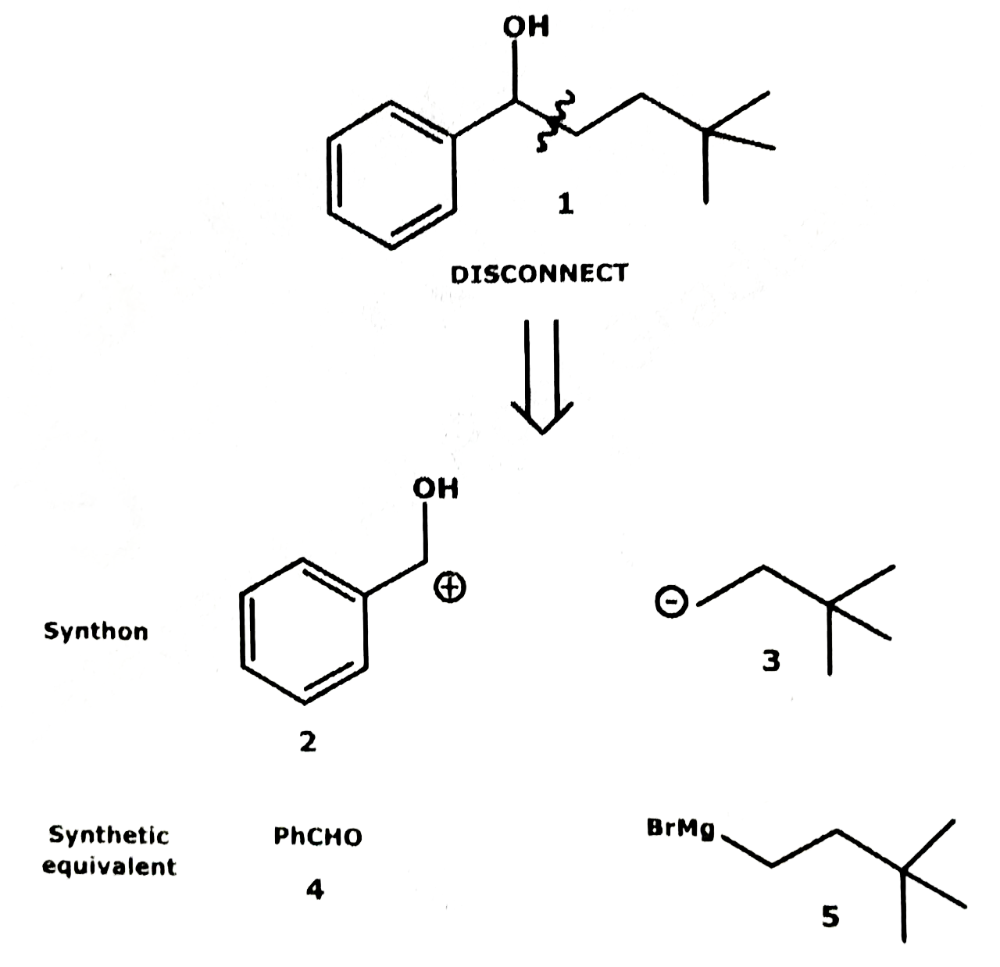 OH
1
DISCONNECT
OH
+
-
Synthon
3
2
Synthetic
equivalent
PhCHO
4
BrMg
5